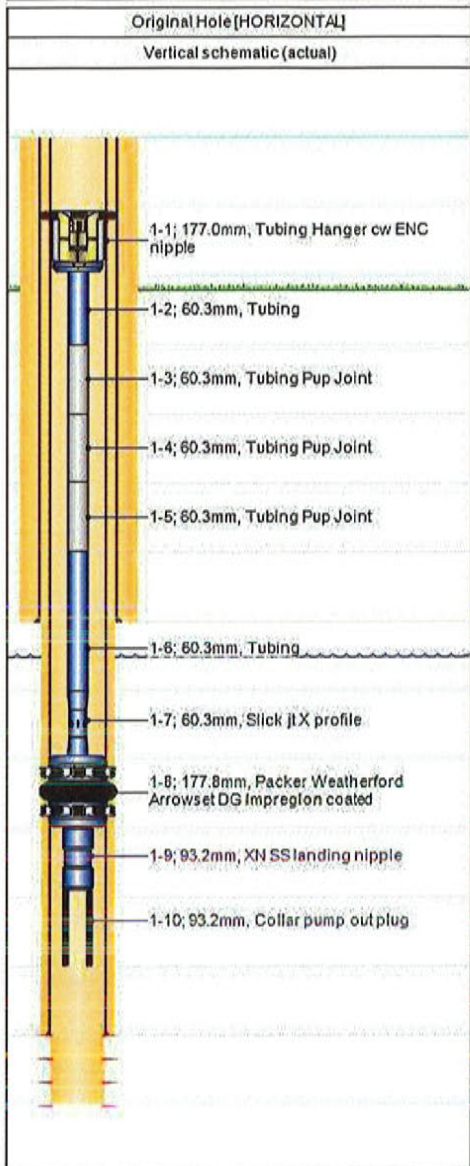 Original Hole [HORIZONTAL]
Vertical schematic (actual)
1-1; 177.0mm, Tubing Hanger cw ENC
nipple
1-2; 60.3mm, Tubing
1-3; 60.3mm, Tubing Pup Joint
1-4; 60.3mm, Tubing Pup Joint
1-5; 60.3mm, Tubing Pup Joint
1-6; 60.3mm, Tubing
1-7; 60.3mm, Slick jt X profile
1-8; 177.8mm, Packer Weatherford
Arrowset DG Impreglon coated
1-9; 93.2mm, XN SS landing nipple
1-10; 93.2mm, Collar pump out plug